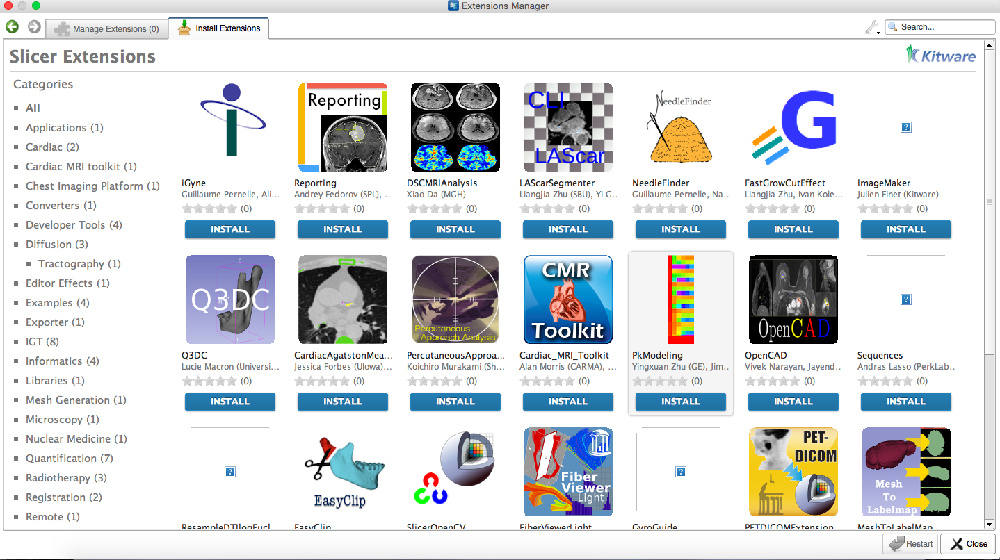 Extensions Manager
Manage Extensions (0)
Install Extensions
Search...
Slicer Extensions
Kitware
Categories
All
Applications (1)
Cardiac (2)
Cardiac MRI toolkit (1)
Chest Imaging Platform (1)
Converters (1)
Developer Tools (4)
Diffusion (3)
Tractography (1)
Editor Effects (1)
Examples (4)
Exporter (1)
IGT (8)
Informatics (4)
Libraries (1)
Mesh Generation (1)
Microscopy (1)
Nuclear Medicine (1)
Quantification (7)
Radiotherapy (3)
Registration (2)
Remote (1)
iGyne
Guillaume Pernelle, Ali...
(0)
INSTALL
Reporting
Reporting
Andrey Fedorov (SPL), ..
(0)
INSTALL
DSCMRIAnalysis
Xiao Da (MGH)
(0)
INSTALL
CLI
LAScar
LAScarSegmenter
Liangjia Zhu (SBU), Yi G..
(0)
INSTALL
NeedleFinder
NeedleFinder
Guillaume Pernelle, Na..
(0)
INSTALL
G
FastGrowCutEffect
Liangjia Zhu, Ivan Kole...
(0)
INSTALL
ImageMaker
Julien Finet (Kitware)
(0)
INSTALL
S
Q3DC
Q3DC
Lucie Macron (Universi...
(0)
INSTALL
CardiacAgatstonMea..
Jessica Forbes (UIowa)...
(0)
INSTALL
Percutaneous
Approach Analysis
PercutaneousApproa..
Koichiro Murakami (Sh..
(0)
INSTALL
CMR
Toolkit
Cardiac_MRI_Toolkit
Alan Morris (CARMA), ..
(0)
INSTALL
PkModeling
Yingxuan Zhu (GE), Jim..
(0)
INSTALL
OpenCAD
OpenCAD
Vivek Narayan, Jayend..
(0)
INSTALL
Sequences
Andras Lasso (PerkLab..
(0)
INSTALL
EasyClip
EasyClip
SlicerOpenCV
Fiber
Viewer
Light
FiberViewerLight
GyroGuide
PET-
DICOM
PETDICOMExtension
Mesh
To
Labelmap
MeshToLabelMap
Restart
Close